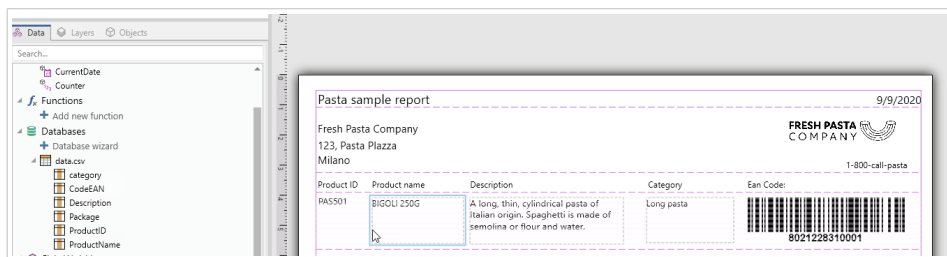 Data Layers Objects
Search...
CurrentDate
Counter
Functions
Add new function
Databases
Database wizard
data.csv
category
CodeEAN
Description
Package
ProductID
ProductName
Pasta sample report 9/9/2020
Fresh Pasta Company
123, Pasta Plazza
Milano
FRESH PASTA
COMPANY
1-800-call-pasta
Product ID Product name Description Category Ean Code:
PAS501 BIGOLI 250G A long, thin, cylindrical pasta of Long pasta
Italian origin. Spaghetti is made of
semolina or flour and water.
8021228310001